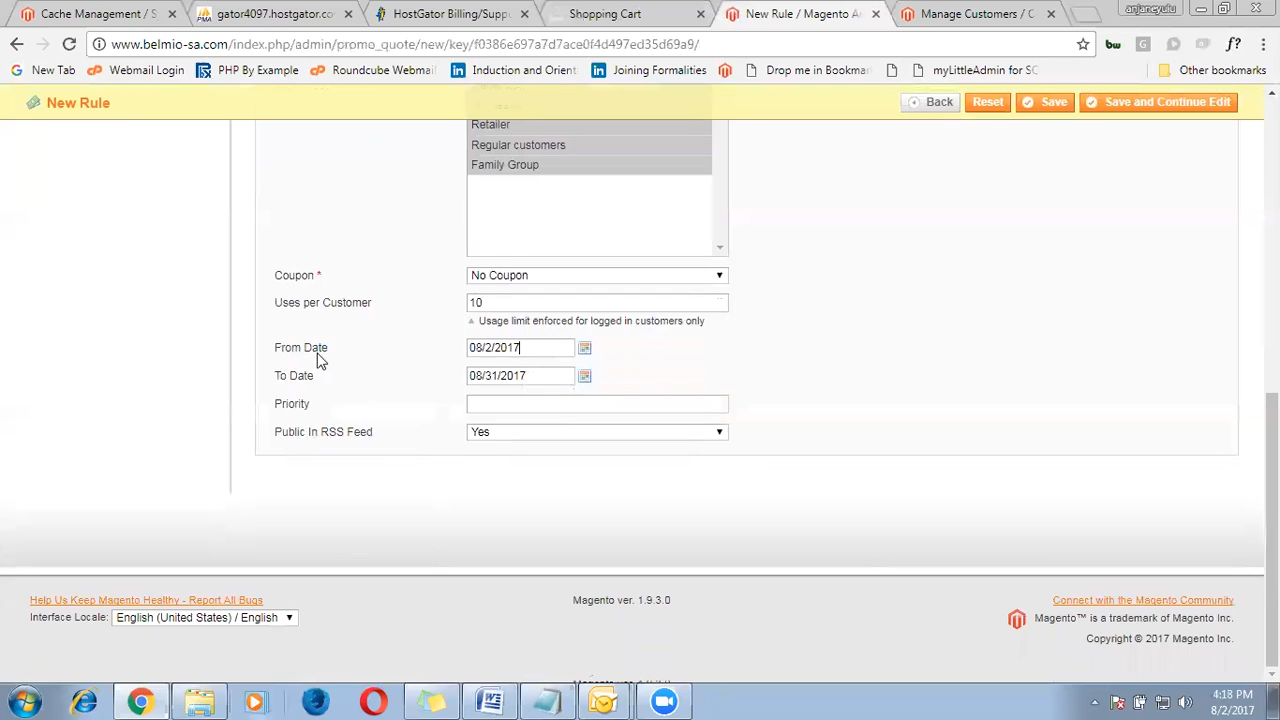 Cache Management / S
gator4097.hostgator.co
HostGator Billing/Suppo
Shopping Cart
New Rule / Magento A
Manage Customers / C
anjaneyulu
www.belmio-sa.com/index.php/admin/promo_quote/new/key/f0386e697a7d7ace0f4d497ed35d69a9/
New Tab
Webmail Login
PHP By Example
Roundcube Webmail
Induction and Orient
Joining Formalities
Drop me in Bookmar
myLittleAdmin for SC
Other bookmarks
New Rule
Back
Reset
Save
Save and Continue Edit
Retailer
Regular customers
Family Group
Coupon *
No Coupon
Uses per Customer
10
Usage limit enforced for logged in customers only
From Date
08/2/2017
To Date
08/31/2017
Priority
Public In RSS Feed
Yes
Help Us Keep Magento Healthy - Report All Bugs
Magento ver. 1.9.3.0
Connect with the Magento Community
Interface Locale: English (United States) / English
Magento™ is a trademark of Magento Inc.
Copyright © 2017 Magento Inc.
4:18 PM
8/2/2017